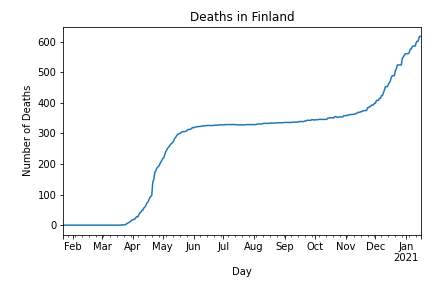 Deaths in Finland
Number of Deaths
600
500
400
300
200
100
0
Feb Mar Apr May Jun Jul Aug Sep Oct Nov Dec Jan
2021
Day